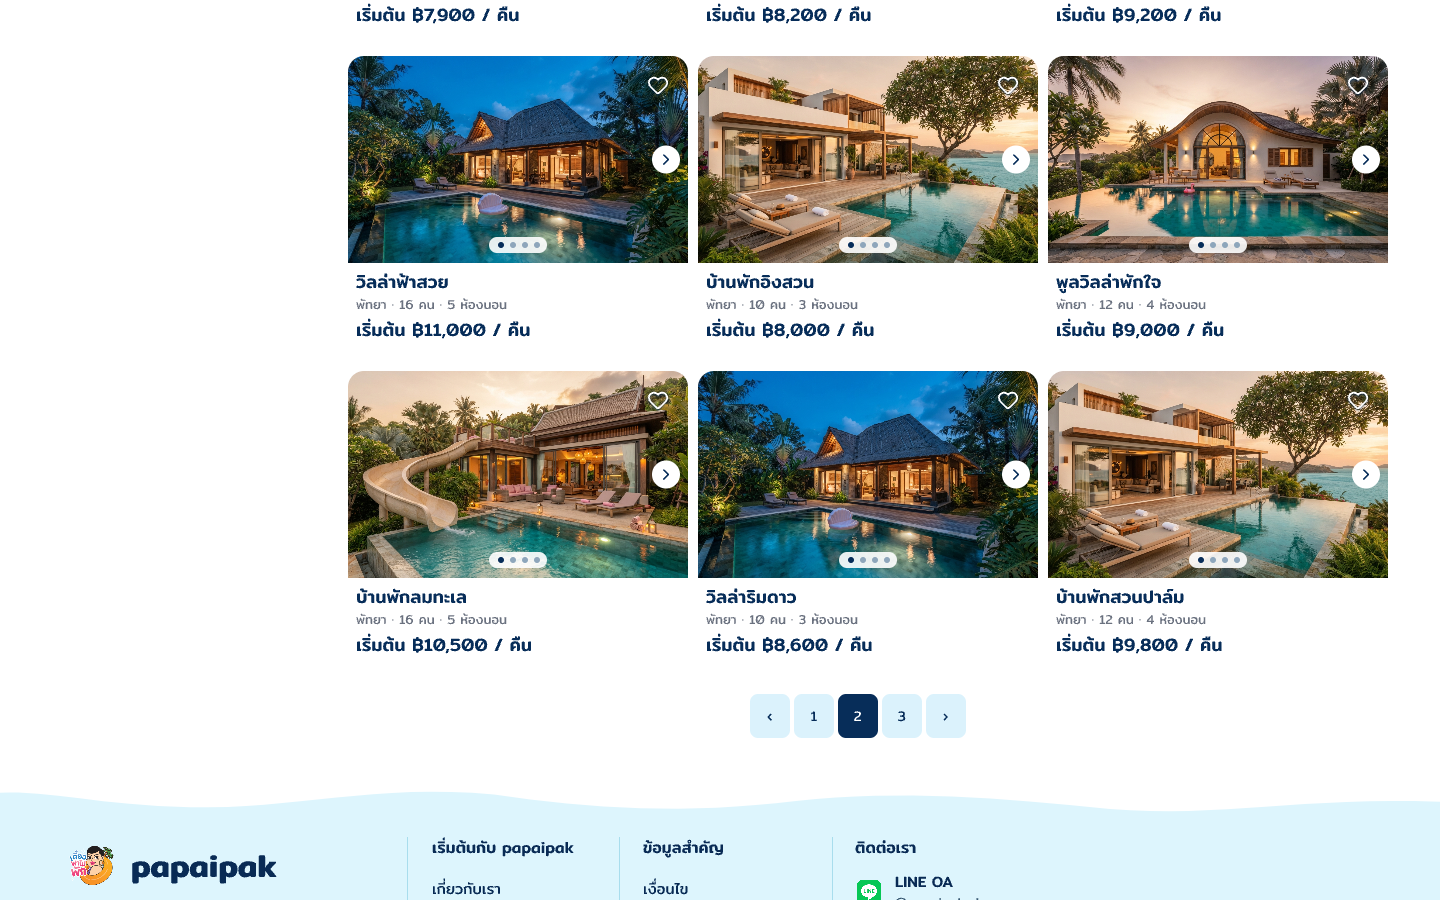 เริ่มต้น ฿7,900 / คืน
เริ่มต้น ฿8,200 / คืน
เริ่มต้น ฿9,200 / คืน
วิลล่าฟ้าสวย
พัทยา · 16 คน · 5 ห้องนอน
เริ่มต้น ฿11,000 / คืน
บ้านพักอิงสวน
พัทยา · 10 คน · 3 ห้องนอน
เริ่มต้น ฿8,000 / คืน
พูลวิลล่าพักใจ
พัทยา · 12 คน · 4 ห้องนอน
เริ่มต้น ฿9,000 / คืน
บ้านพักลมทะเล
พัทยา · 16 คน · 5 ห้องนอน
เริ่มต้น ฿10,500 / คืน
วิลล่าริมดาว
พัทยา · 10 คน · 3 ห้องนอน
เริ่มต้น ฿8,600 / คืน
บ้านพักสวนปาล์ม
พัทยา · 12 คน · 4 ห้องนอน
เริ่มต้น ฿9,800 / คืน
‹ 1 2 3 ›
papaipak
เริ่มต้นกับ papaipak
เกี่ยวกับเรา
ข้อมูลสำคัญ
เงื่อนไข
ติดต่อเรา
LINE OA